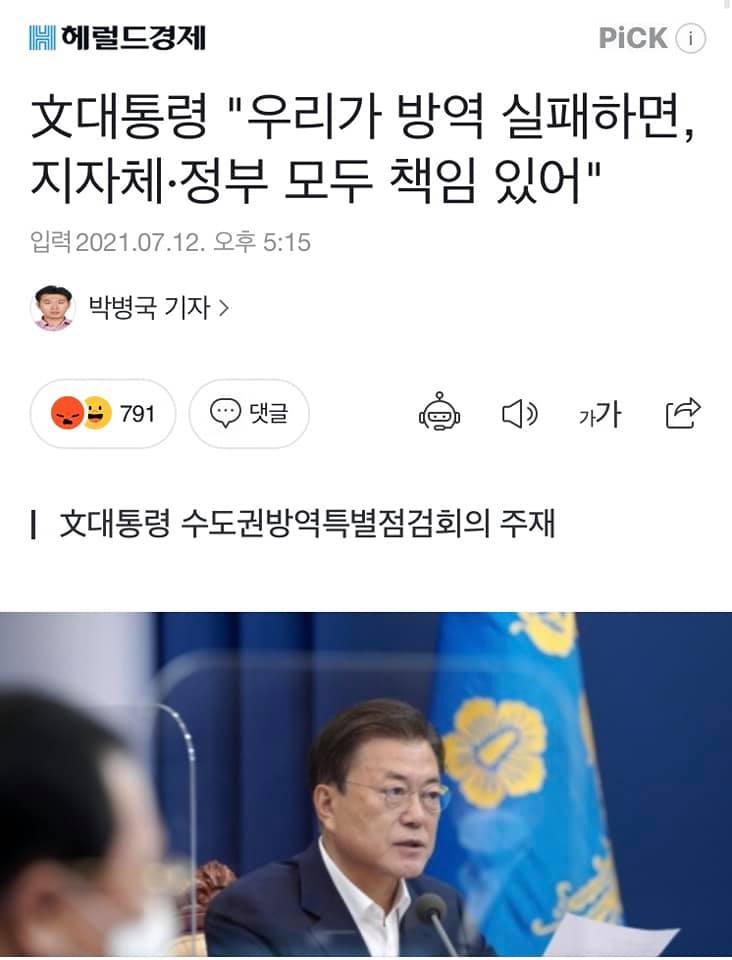 헤럴드경제
PiCK i
文대통령 "우리가 방역 실패하면,
지자체·정부 모두 책임 있어"
입력2021.07.12. 오후 5:15
박병국 기자
791
댓글
가가
文대통령 수도권방역특별점검회의 주재